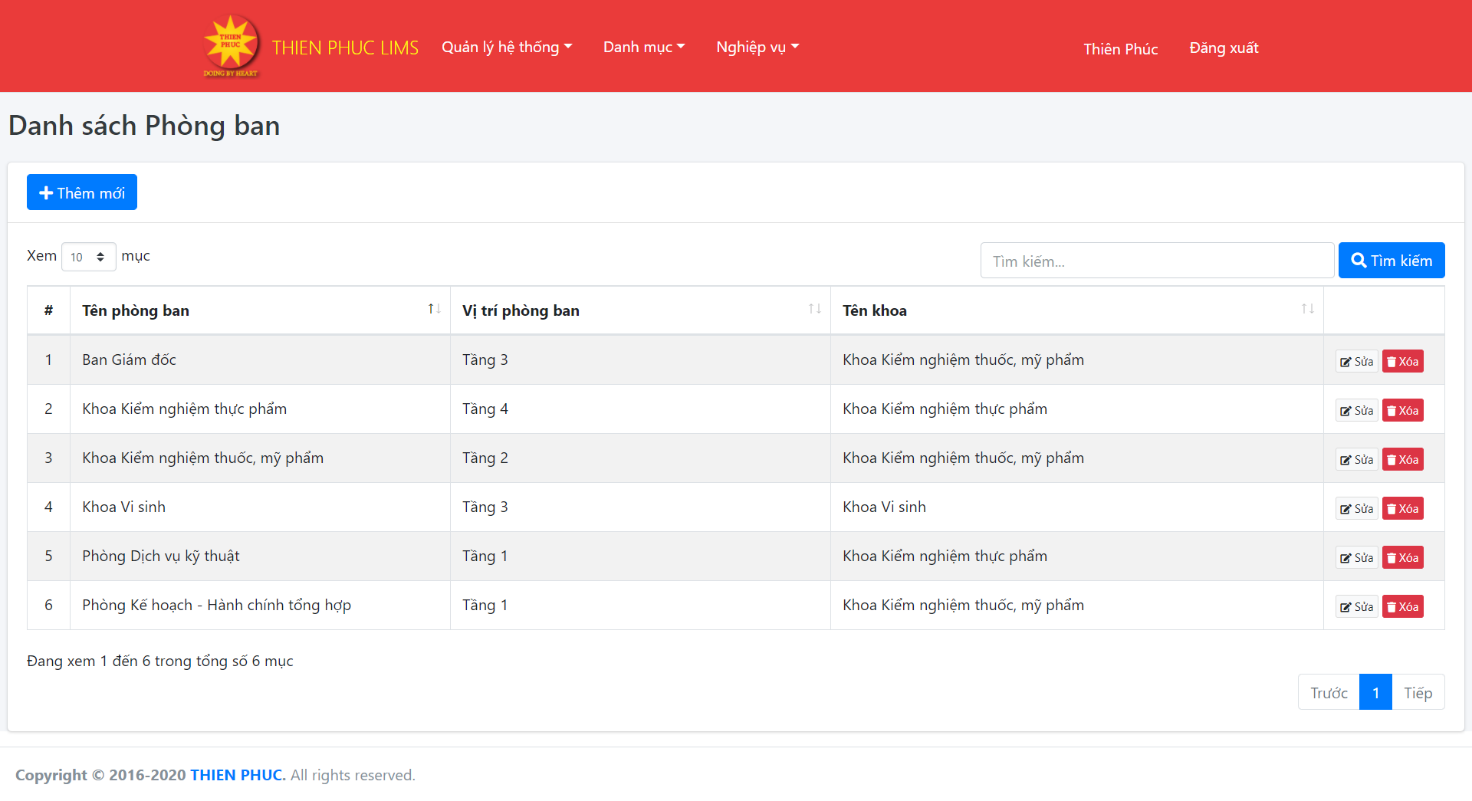 THIEN
PHUC
DOING BY HEART
THIEN PHUC LIMS Quản lý hệ thống Danh mục Nghiệp vụ Thiên Phúc Đăng xuất
Danh sách Phòng ban
Thêm mới
Xem 10 mục Tìm kiếm... Tìm kiếm
# Tên phòng ban Vị trí phòng ban Tên khoa
1 Ban Giám đốc Tầng 3 Khoa Kiểm nghiệm thuốc, mỹ phẩm Sửa Xóa
2 Khoa Kiểm nghiệm thực phẩm Tầng 4 Khoa Kiểm nghiệm thực phẩm Sửa Xóa
3 Khoa Kiểm nghiệm thuốc, mỹ phẩm Tầng 2 Khoa Kiểm nghiệm thuốc, mỹ phẩm Sửa Xóa
4 Khoa Vi sinh Tầng 3 Khoa Vi sinh Sửa Xóa
5 Phòng Dịch vụ kỹ thuật Tầng 1 Khoa Kiểm nghiệm thực phẩm Sửa Xóa
6 Phòng Kế hoạch - Hành chính tổng hợp Tầng 1 Khoa Kiểm nghiệm thuốc, mỹ phẩm Sửa Xóa
Đang xem 1 đến 6 trong tổng số 6 mục
Trước 1 Tiếp
Copyright © 2016-2020 THIEN PHUC. All rights reserved.